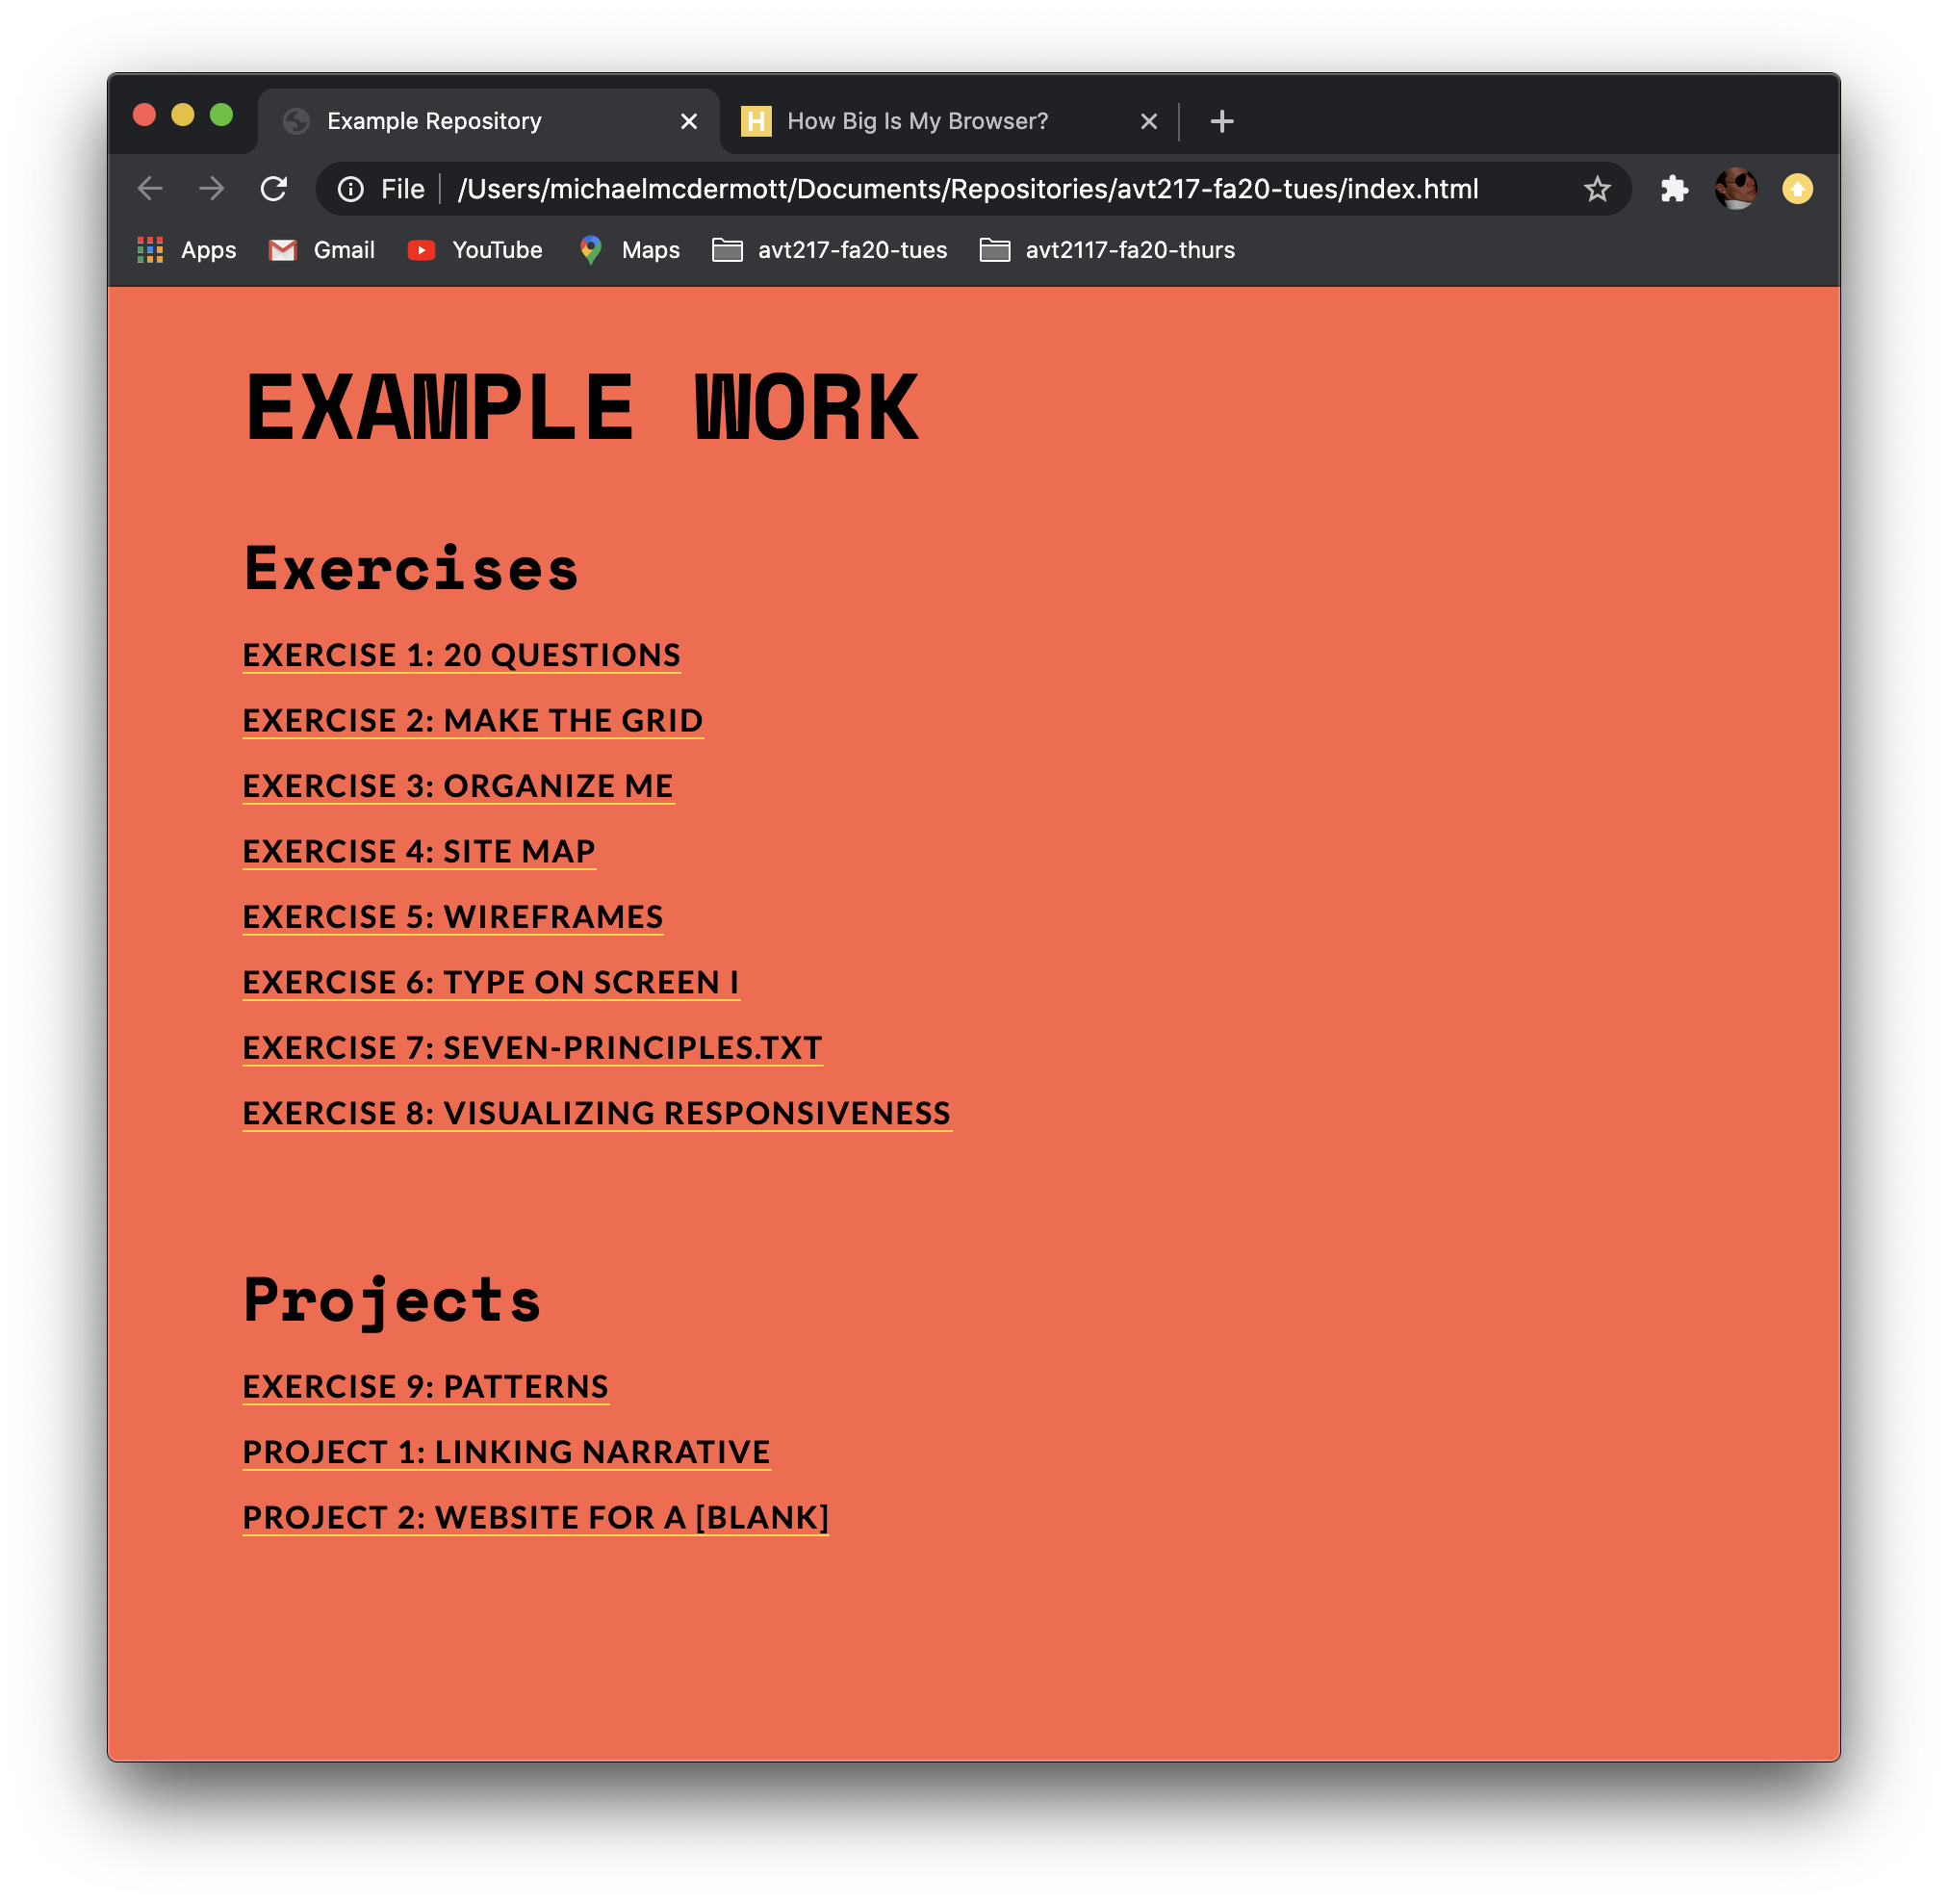 Example Repository
H How Big Is My Browser?
File /Users/michaelmcdermott/Documents/Repositories/avt217-fa20-tues/index.html
Apps Gmail YouTube Maps avt217-fa20-tues avt2117-fa20-thurs
EXAMPLE WORK
Exercises
EXERCISE 1: 20 QUESTIONS
EXERCISE 2: MAKE THE GRID
EXERCISE 3: ORGANIZE ME
EXERCISE 4: SITE MAP
EXERCISE 5: WIREFRAMES
EXERCISE 6: TYPE ON SCREEN I
EXERCISE 7: SEVEN-PRINCIPLES.TXT
EXERCISE 8: VISUALIZING RESPONSIVENESS
Projects
EXERCISE 9: PATTERNS
PROJECT 1: LINKING NARRATIVE
PROJECT 2: WEBSITE FOR A [BLANK]